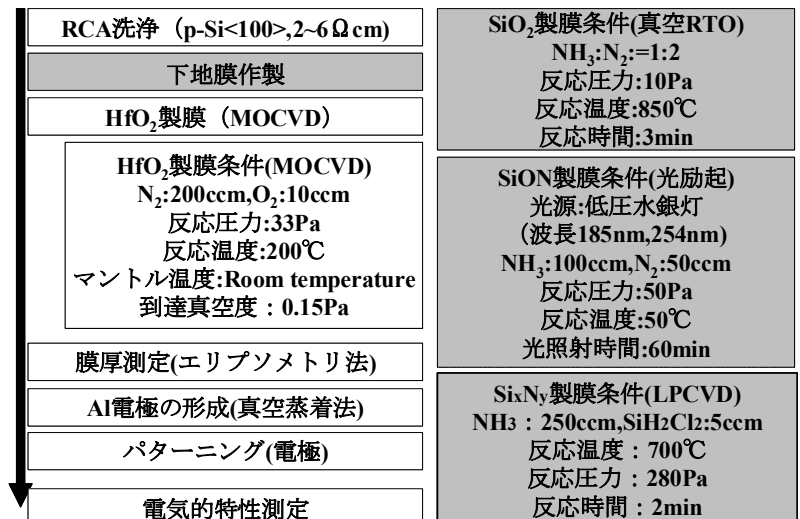 RCA洗浄（p-Si<100>,2~6Ωcm)
下地膜作製
HfO2製膜（MOCVD）
HfO2製膜条件(MOCVD)
N2:200ccm,O2:10ccm
反応圧力:33Pa
反応温度:200℃
マントル温度:Room temperature
到達真空度：0.15Pa
膜厚測定(エリプソメトリ法)
Al電極の形成(真空蒸着法)
パターニング(電極)
電気的特性測定
SiO2製膜条件(真空RTO)
NH3:N2:=1:2
反応圧力:10Pa
反応温度:850℃
反応時間:3min
SiON製膜条件(光励起)
光源:低圧水銀灯
（波長185nm,254nm)
NH3:100ccm,N2:50ccm
反応圧力:50Pa
反応温度:50℃
光照射時間:60min
SixNy製膜条件(LPCVD)
NH3：250ccm,SiH2Cl2:5ccm
反応温度：700℃
反応圧力：280Pa
反応時間：2min